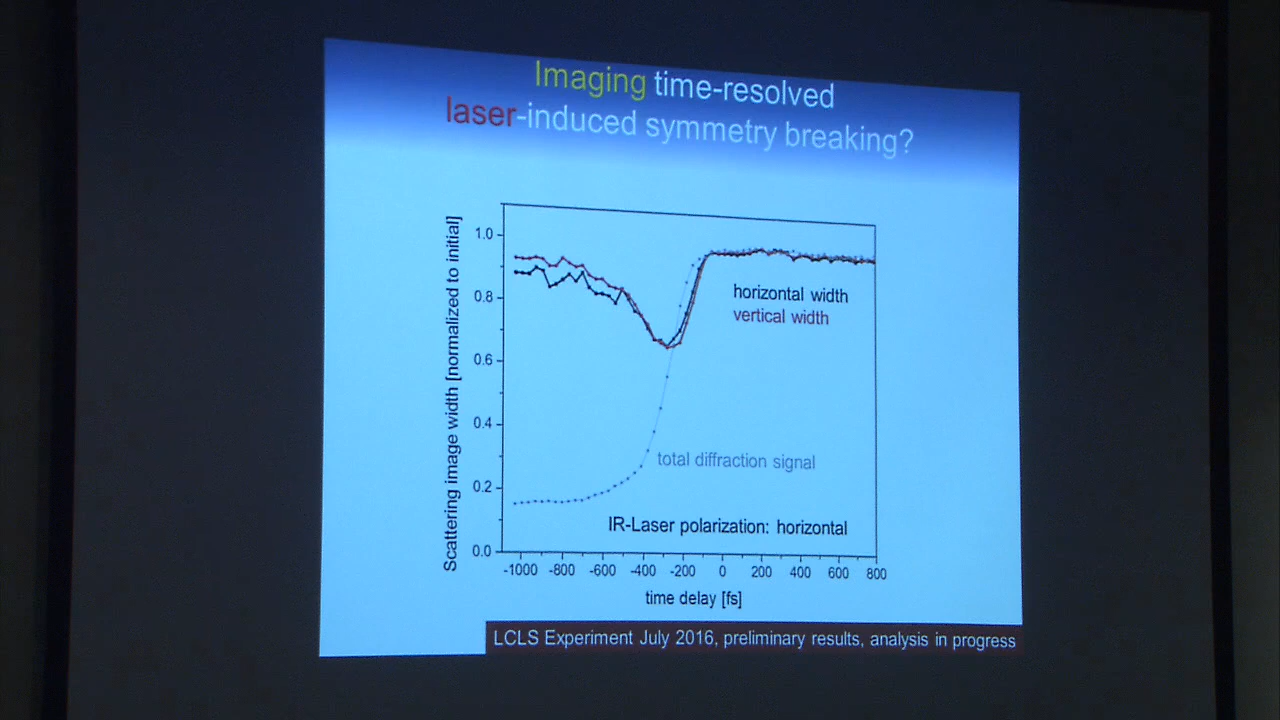 Imaging time-resolved
laser-induced symmetry breaking?
Scattering image width [normalized to initial]
1.0
0.8
0.6
0.4
0.2
0.0
horizontal width
vertical width
total diffraction signal
IR-Laser polarization: horizontal
-1000 -800 -600 -400 -200 0 200 400 600 800
time delay [fs]
LCLS Experiment July 2016, preliminary results, analysis in progress